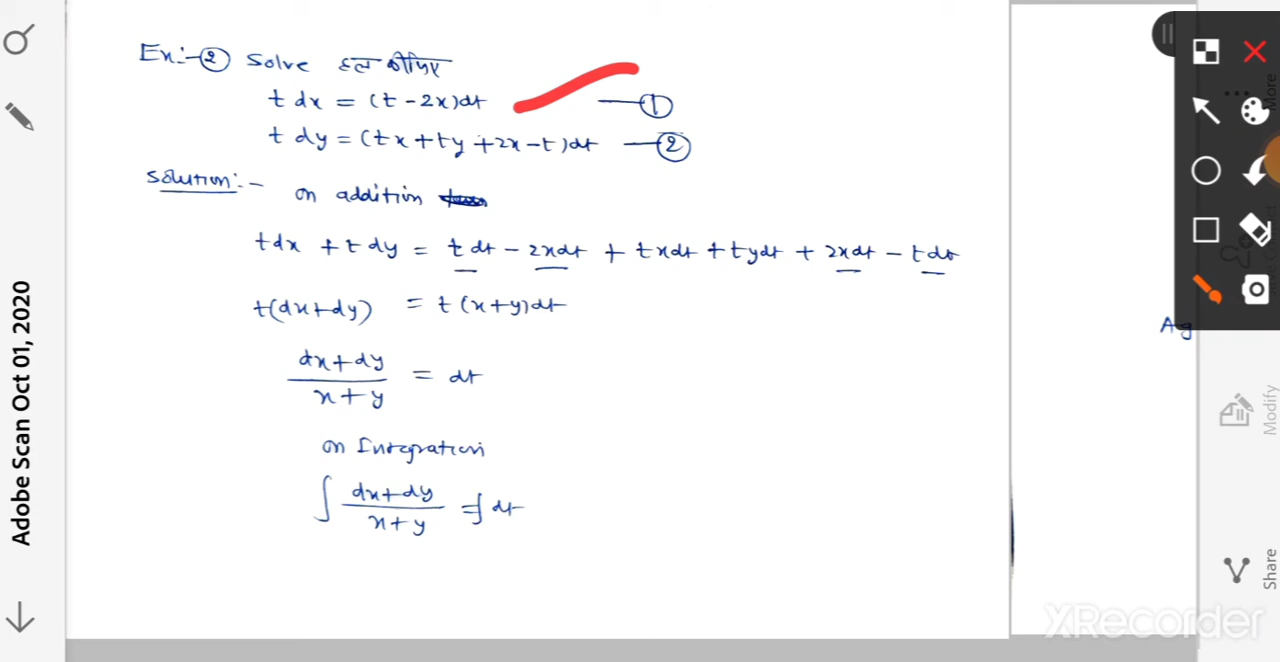 Ex:-② Solve हल कीजिए
t dx = (t - 2x)dt —①
t dy = (tx + ty + 2x - t)dt —②
Solution:- on addition
tdx + t dy = t dt - 2xdt + txdt + tydt + 2xdt - tdt
t(dx+dy) = t (x+y)dt
dx+dy / x+y = dt
on Integration
∫ dx+dy / x+y = ∫ dt
Adobe Scan Oct 01, 2020
More...
Ag
Modify
Share
XRecorder